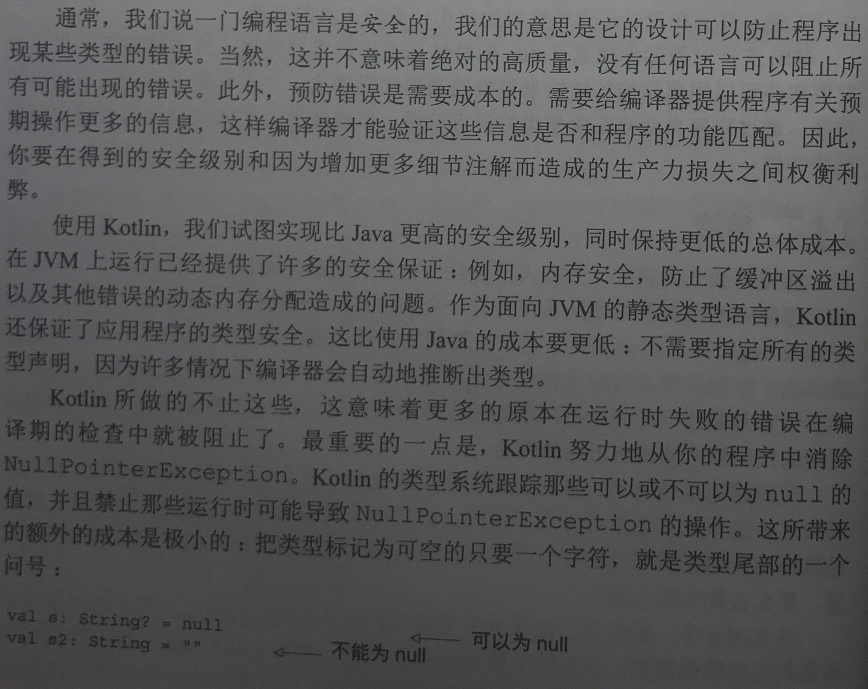 通常，我们说一门编程语言是安全的，我们的意思是它的设计可以防止程序出
现某些类型的错误。当然，这并不意味着绝对的高质量，没有任何语言可以阻止所
有可能出现的错误。此外，预防错误是需要成本的。需要给编译器提供程序有关预
期操作更多的信息，这样编译器才能验证这些信息是否和程序的功能匹配。因此，
你要在得到的安全级别和因为增加更多细节注解而造成的生产力损失之间权衡利
弊。
使用 Kotlin，我们试图实现比 Java 更高的安全级别，同时保持更低的总体成本。
在 JVM 上运行已经提供了许多的安全保证：例如，内存安全，防止了缓冲区溢出
以及其他错误的动态内存分配造成的问题。作为面向 JVM 的静态类型语言，Kotlin
还保证了应用程序的类型安全。这比使用 Java 的成本要更低：不需要指定所有的类
型声明，因为许多情况下编译器会自动地推断出类型。
Kotlin 所做的不止这些，这意味着更多的原本在运行时失败的错误在编
译期的检查中就被阻止了。最重要的一点是，Kotlin 努力地从你的程序中消除
NullPointerException。Kotlin 的类型系统跟踪那些可以或不可以为 null 的
值，并且禁止那些运行时可能导致 NullPointerException 的操作。这所带来
的额外的成本是极小的：把类型标记为可空的只要一个字符，就是类型尾部的一个
问号：
val s: String? = null
可以为 null
val s2: String = ""
不能为 null